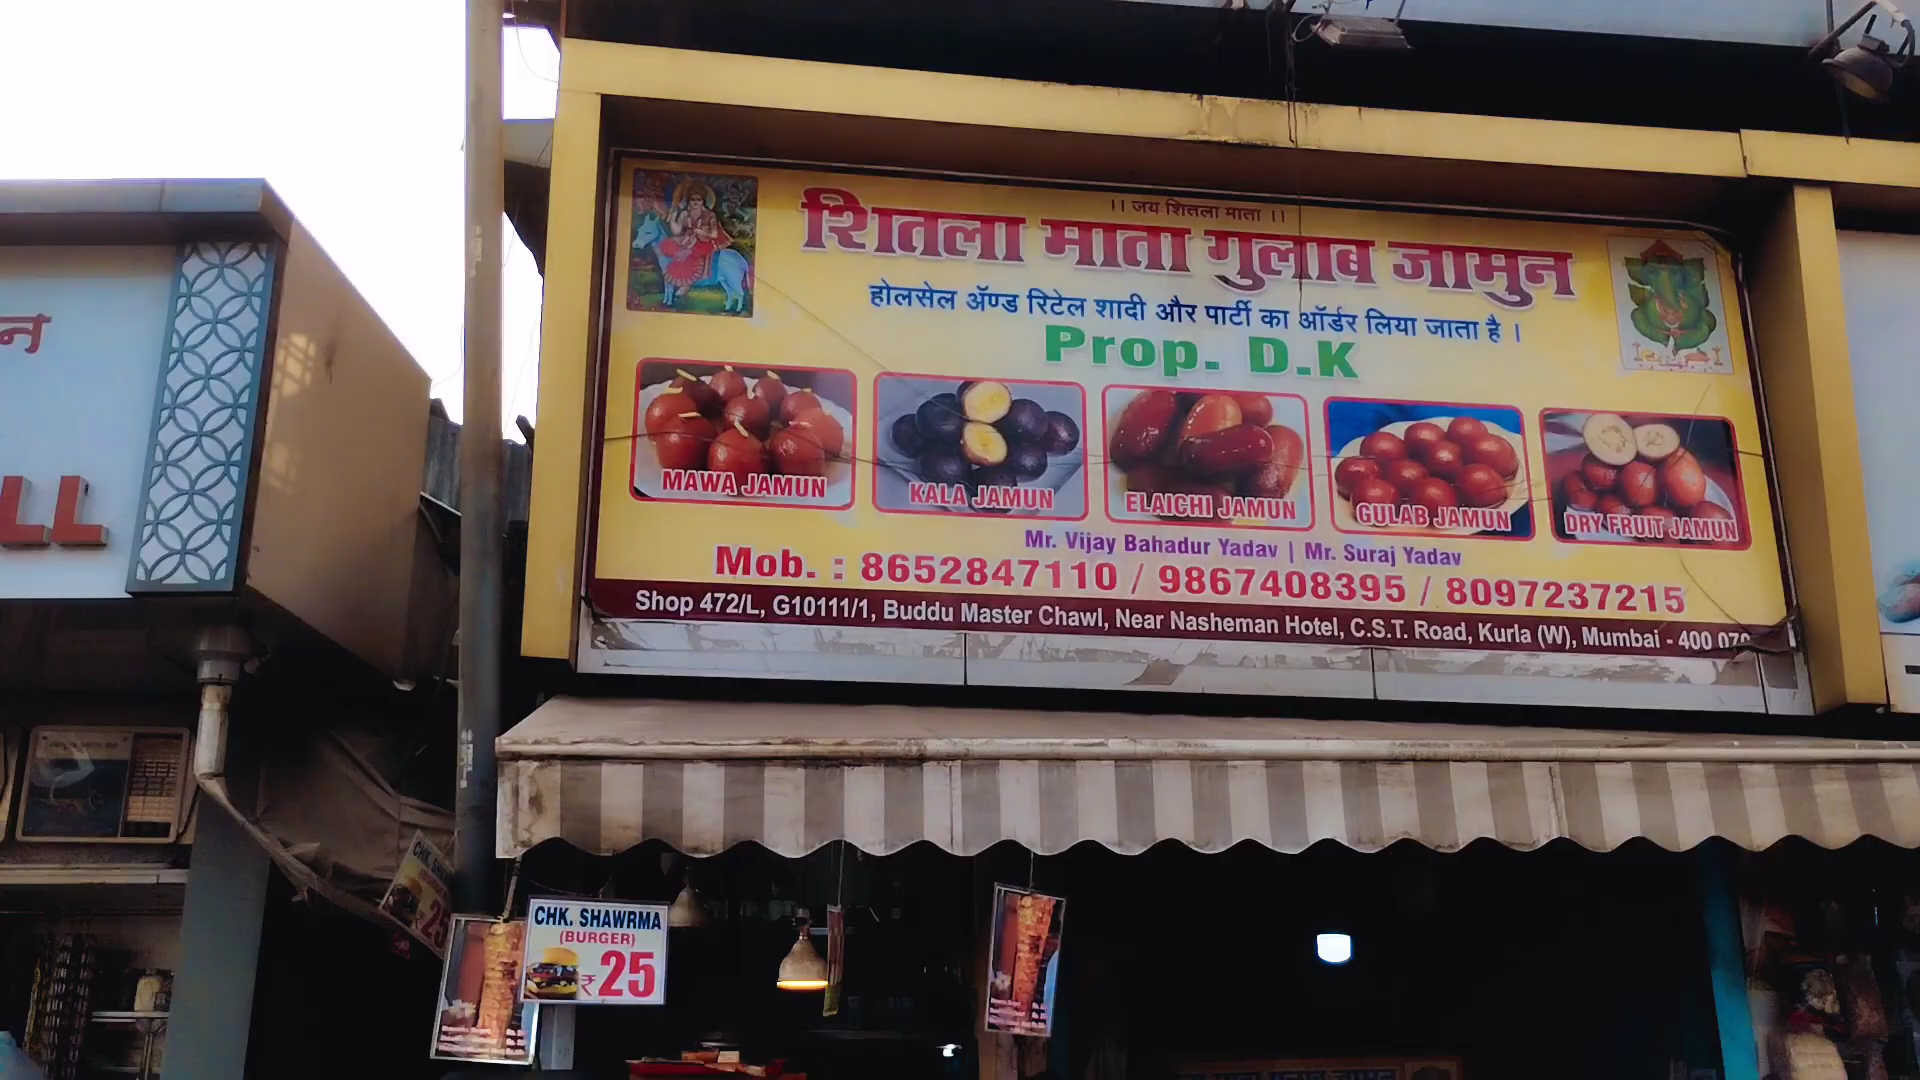 ।। जय शितला माता ।।
शितला माता गुलाब जामुन
होलसेल ॲण्ड रिटेल शादी और पार्टी का ऑर्डर लिया जाता है ।
Prop. D.K
MAWA JAMUN
KALA JAMUN
ELAICHI JAMUN
GULAB JAMUN
DRY FRUIT JAMUN
Mr. Vijay Bahadur Yadav | Mr. Suraj Yadav
Mob. : 8652847110 / 9867408395 / 8097237215
Shop 472/L, G10111/1, Buddu Master Chawl, Near Nasheman Hotel, C.S.T. Road, Kurla (W), Mumbai - 400 070
न
LL
CHK. SHAWRMA
(BURGER)
₹25